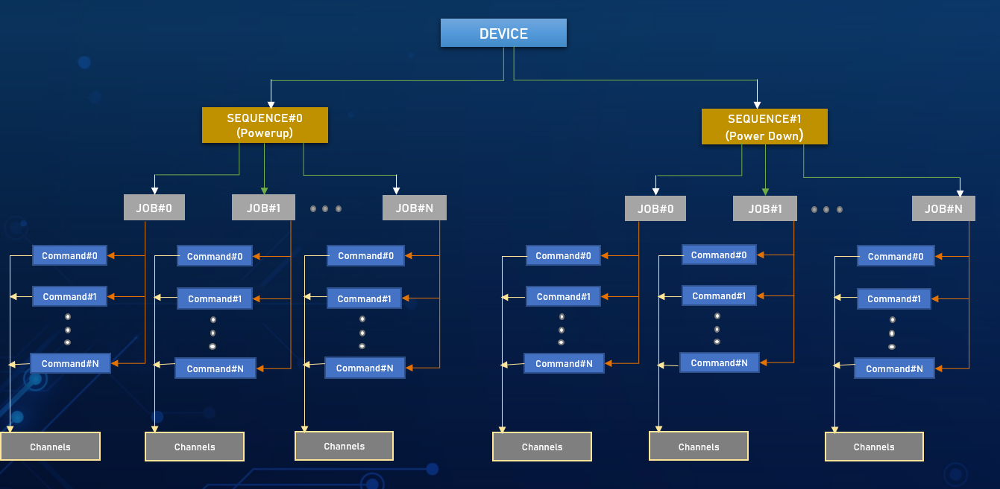 DEVICE
SEQUENCE#0
(Powerup)
SEQUENCE#1
(Power Down)
JOB#0
JOB#1
JOB#N
JOB#0
JOB#1
JOB#N
Command#0
Command#0
Command#0
Command#0
Command#0
Command#0
Command#1
Command#1
Command#1
Command#1
Command#1
Command#1
Command#N
Command#N
Command#N
Command#N
Command#N
Command#N
Channels
Channels
Channels
Channels
Channels
Channels